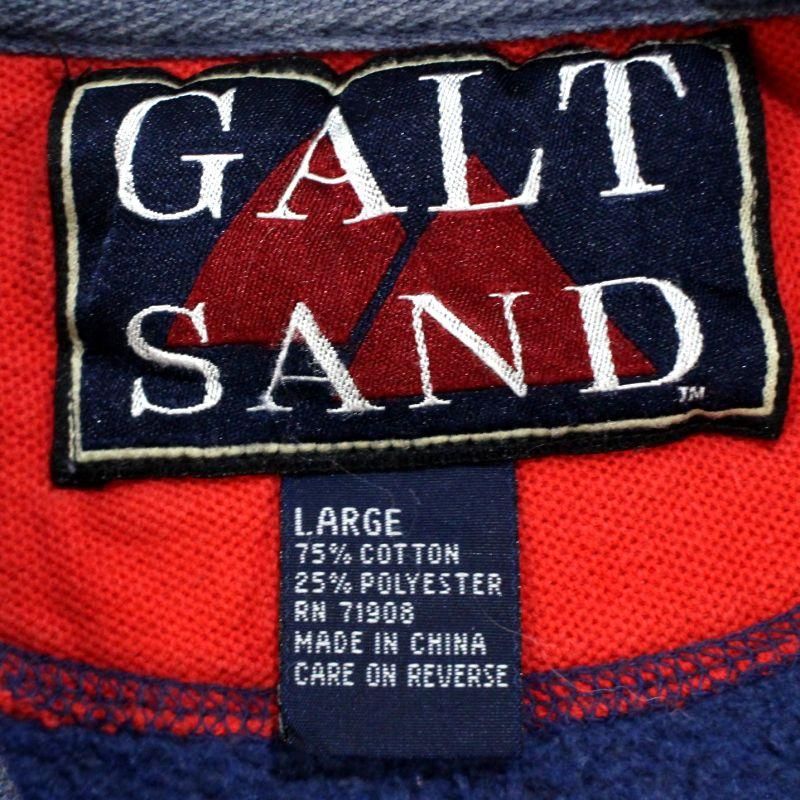 GALT
SAND
TM
LARGE
75% COTTON
25% POLYESTER
RN 71908
MADE IN CHINA
CARE ON REVERSE